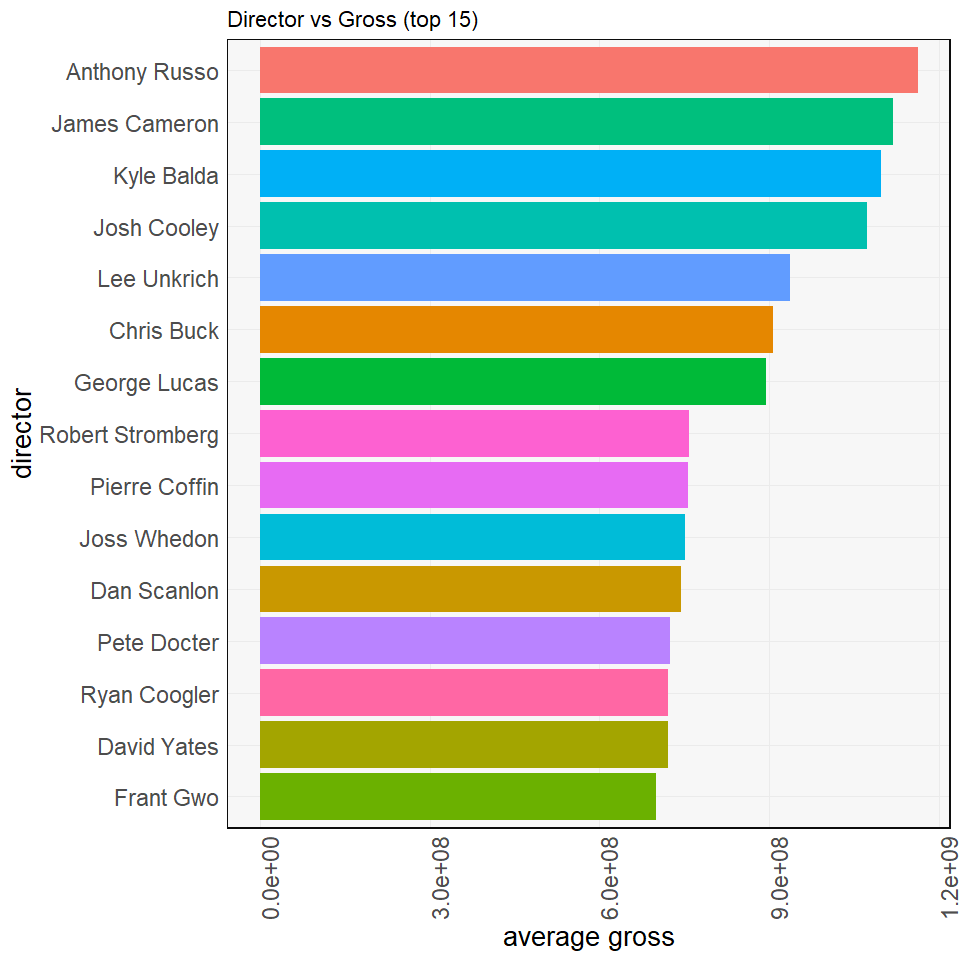 Director vs Gross (top 15)
director
Anthony Russo
James Cameron
Kyle Balda
Josh Cooley
Lee Unkrich
Chris Buck
George Lucas
Robert Stromberg
Pierre Coffin
Joss Whedon
Dan Scanlon
Pete Docter
Ryan Coogler
David Yates
Frant Gwo
0.0e+00
3.0e+08
6.0e+08
9.0e+08
1.2e+09
average gross